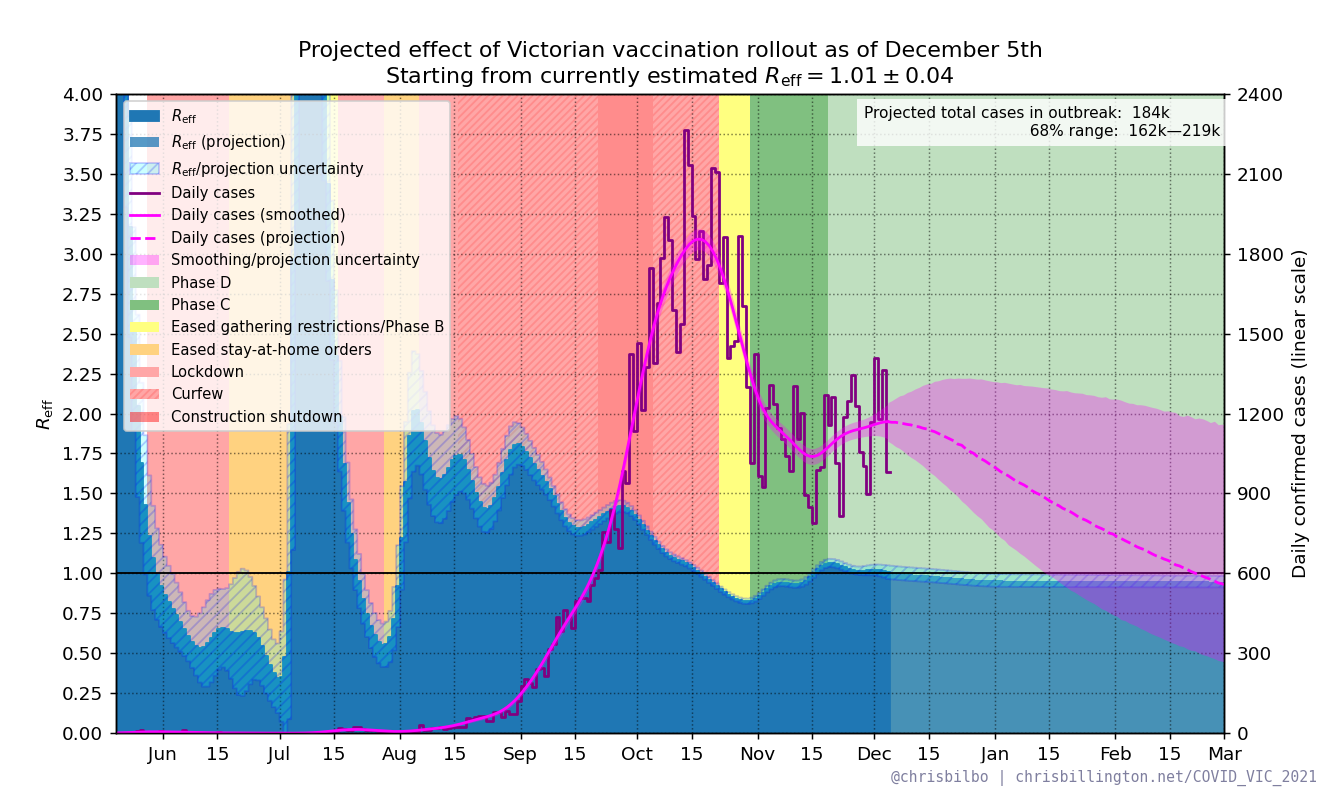 Projected effect of Victorian vaccination rollout as of December 5th
Starting from currently estimated R_eff = 1.01 ± 0.04
4.00
3.75
3.50
3.25
3.00
2.75
2.50
2.25
2.00
1.75
1.50
1.25
1.00
0.75
0.50
0.25
0.00
R_eff
R_eff
R_eff (projection)
R_eff/projection uncertainty
Daily cases
Daily cases (smoothed)
Daily cases (projection)
Smoothing/projection uncertainty
Phase D
Phase C
Eased gathering restrictions/Phase B
Eased stay-at-home orders
Lockdown
Curfew
Construction shutdown
Projected total cases in outbreak: 184k
68% range: 162k—219k
2400
2100
1800
1500
1200
900
600
300
0
Daily confirmed cases (linear scale)
Jun 15 Jul 15 Aug 15 Sep 15 Oct 15 Nov 15 Dec 15 Jan 15 Feb 15 Mar
@chrisbilbo | chrisbillington.net/COVID_VIC_2021